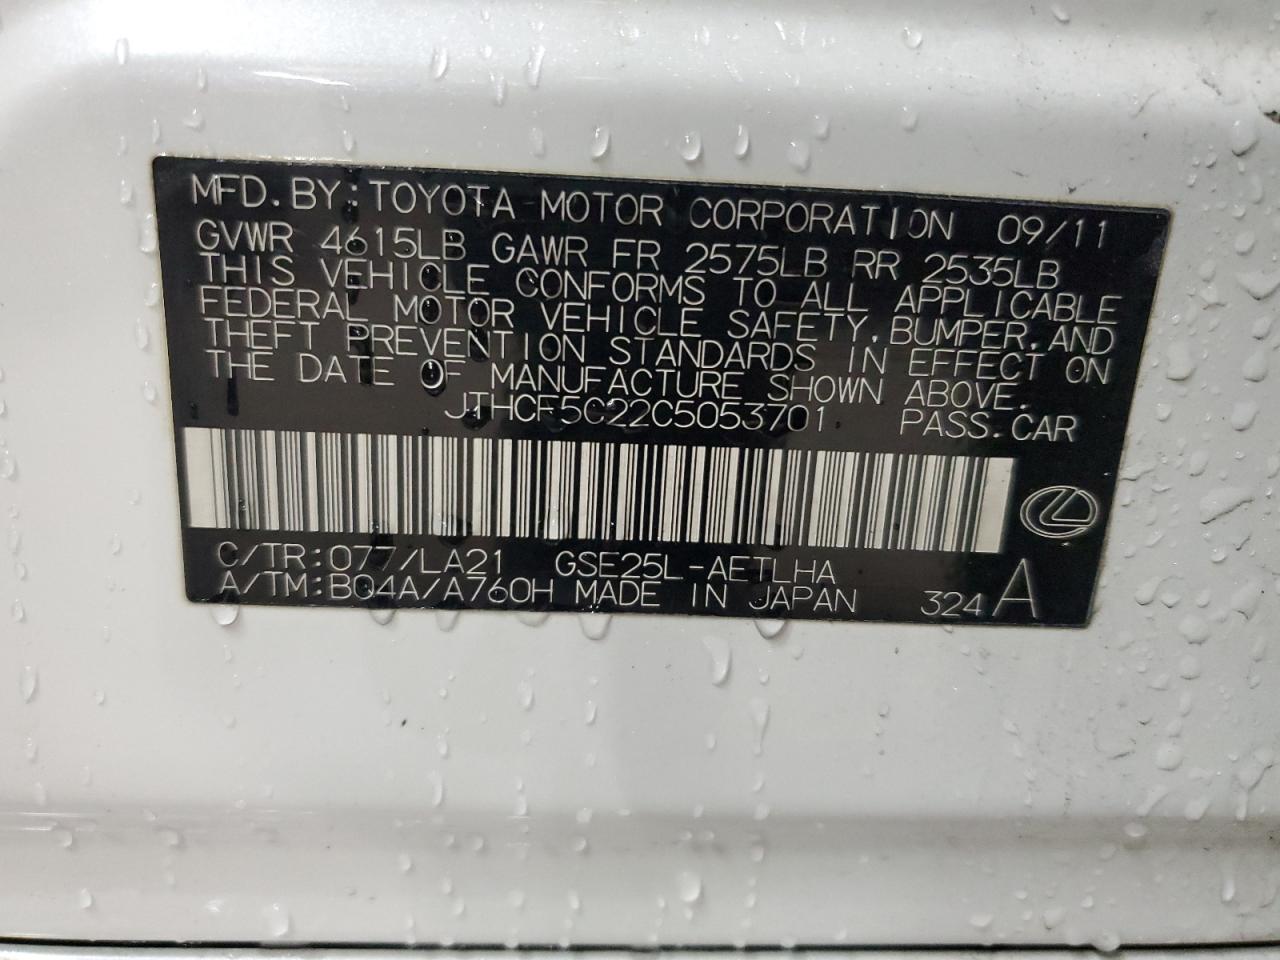 MFD. BY: TOYOTA MOTOR CORPORATION 09/11
GVWR 4615LB GAWR FR 2575LB RR 2535LB
THIS VEHICLE CONFORMS TO ALL APPLICABLE
FEDERAL MOTOR VEHICLE SAFETY, BUMPER, AND
THEFT PREVENTION STANDARDS IN EFFECT ON
THE DATE OF MANUFACTURE SHOWN ABOVE.
JTHCF5C22C5053701 PASS. CAR
C/TR: 077/LA21 GSE25L-AETLHA
A/TM: BQ4A/A760H MADE IN JAPAN 324 A